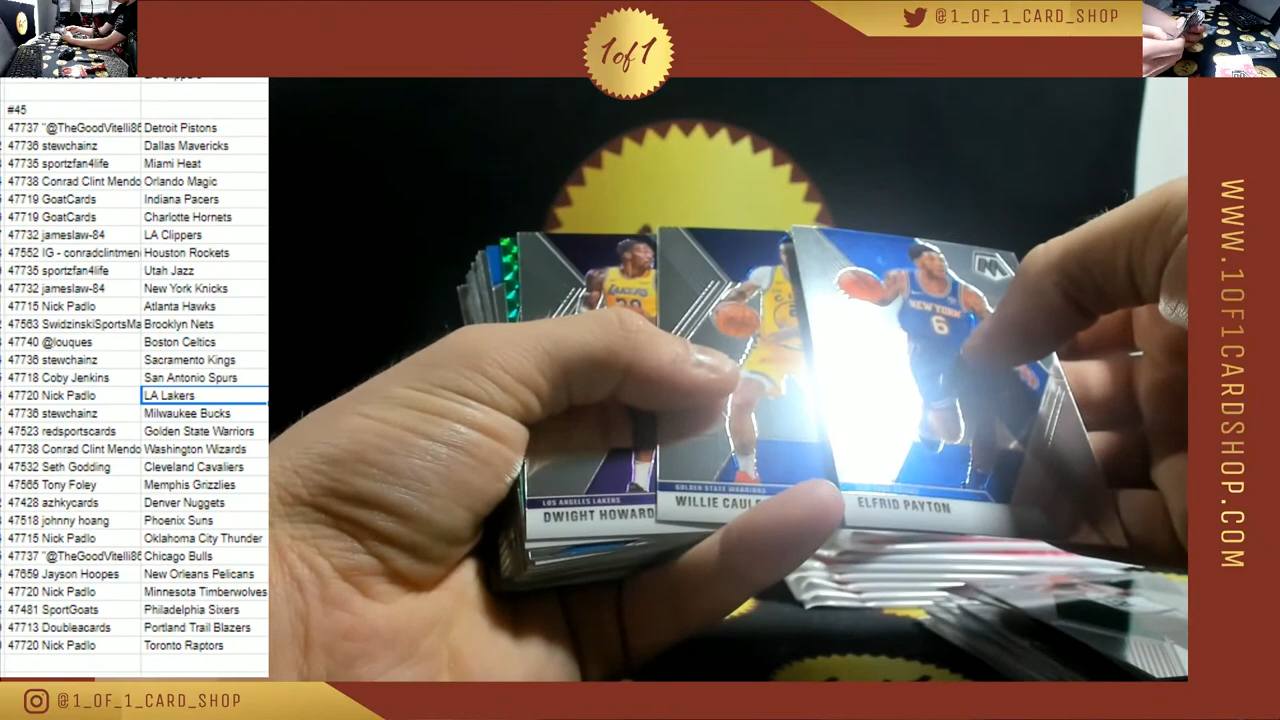 @1_OF_1_CARD_SHOP
1 of 1
#45
47737 "@TheGoodVitelli86 Detroit Pistons
47736 stewchainz Dallas Mavericks
47735 sportzfan4life Miami Heat
47738 Conrad Clint Mendo Orlando Magic
47719 GoatCards Indiana Pacers
47719 GoatCards Charlotte Hornets
47732 jameslaw-84 LA Clippers
47552 IG - conradclintmen Houston Rockets
47735 sportzfan4life Utah Jazz
47732 jameslaw-84 New York Knicks
47715 Nick Padlo Atlanta Hawks
47563 SwidzinskiSportsMa Brooklyn Nets
47740 @louques Boston Celtics
47736 stewchainz Sacramento Kings
47718 Coby Jenkins San Antonio Spurs
47720 Nick Padlo LA Lakers
47736 stewchainz Milwaukee Bucks
47523 redsportscards Golden State Warriors
47738 Conrad Clint Mendo Washington Wizards
47532 Seth Godding Cleveland Cavaliers
47565 Tony Foley Memphis Grizzlies
47428 azhkycards Denver Nuggets
47518 johnny hoang Phoenix Suns
47715 Nick Padlo Oklahoma City Thunder
47737 "@TheGoodVitelli86 Chicago Bulls
47659 Jayson Hoopes New Orleans Pelicans
47720 Nick Padlo Minnesota Timberwolves
47481 SportGoats Philadelphia Sixers
47713 Doubleacards Portland Trail Blazers
47720 Nick Padlo Toronto Raptors
LAKERS
NEW YORK
6
LOS ANGELES LAKERS
DWIGHT HOWARD
GOLDEN STATE WARRIORS
WILLIE
ELFRID PAYTON
WWW.1OF1CARDSHOP.COM
@1_OF_1_CARD_SHOP